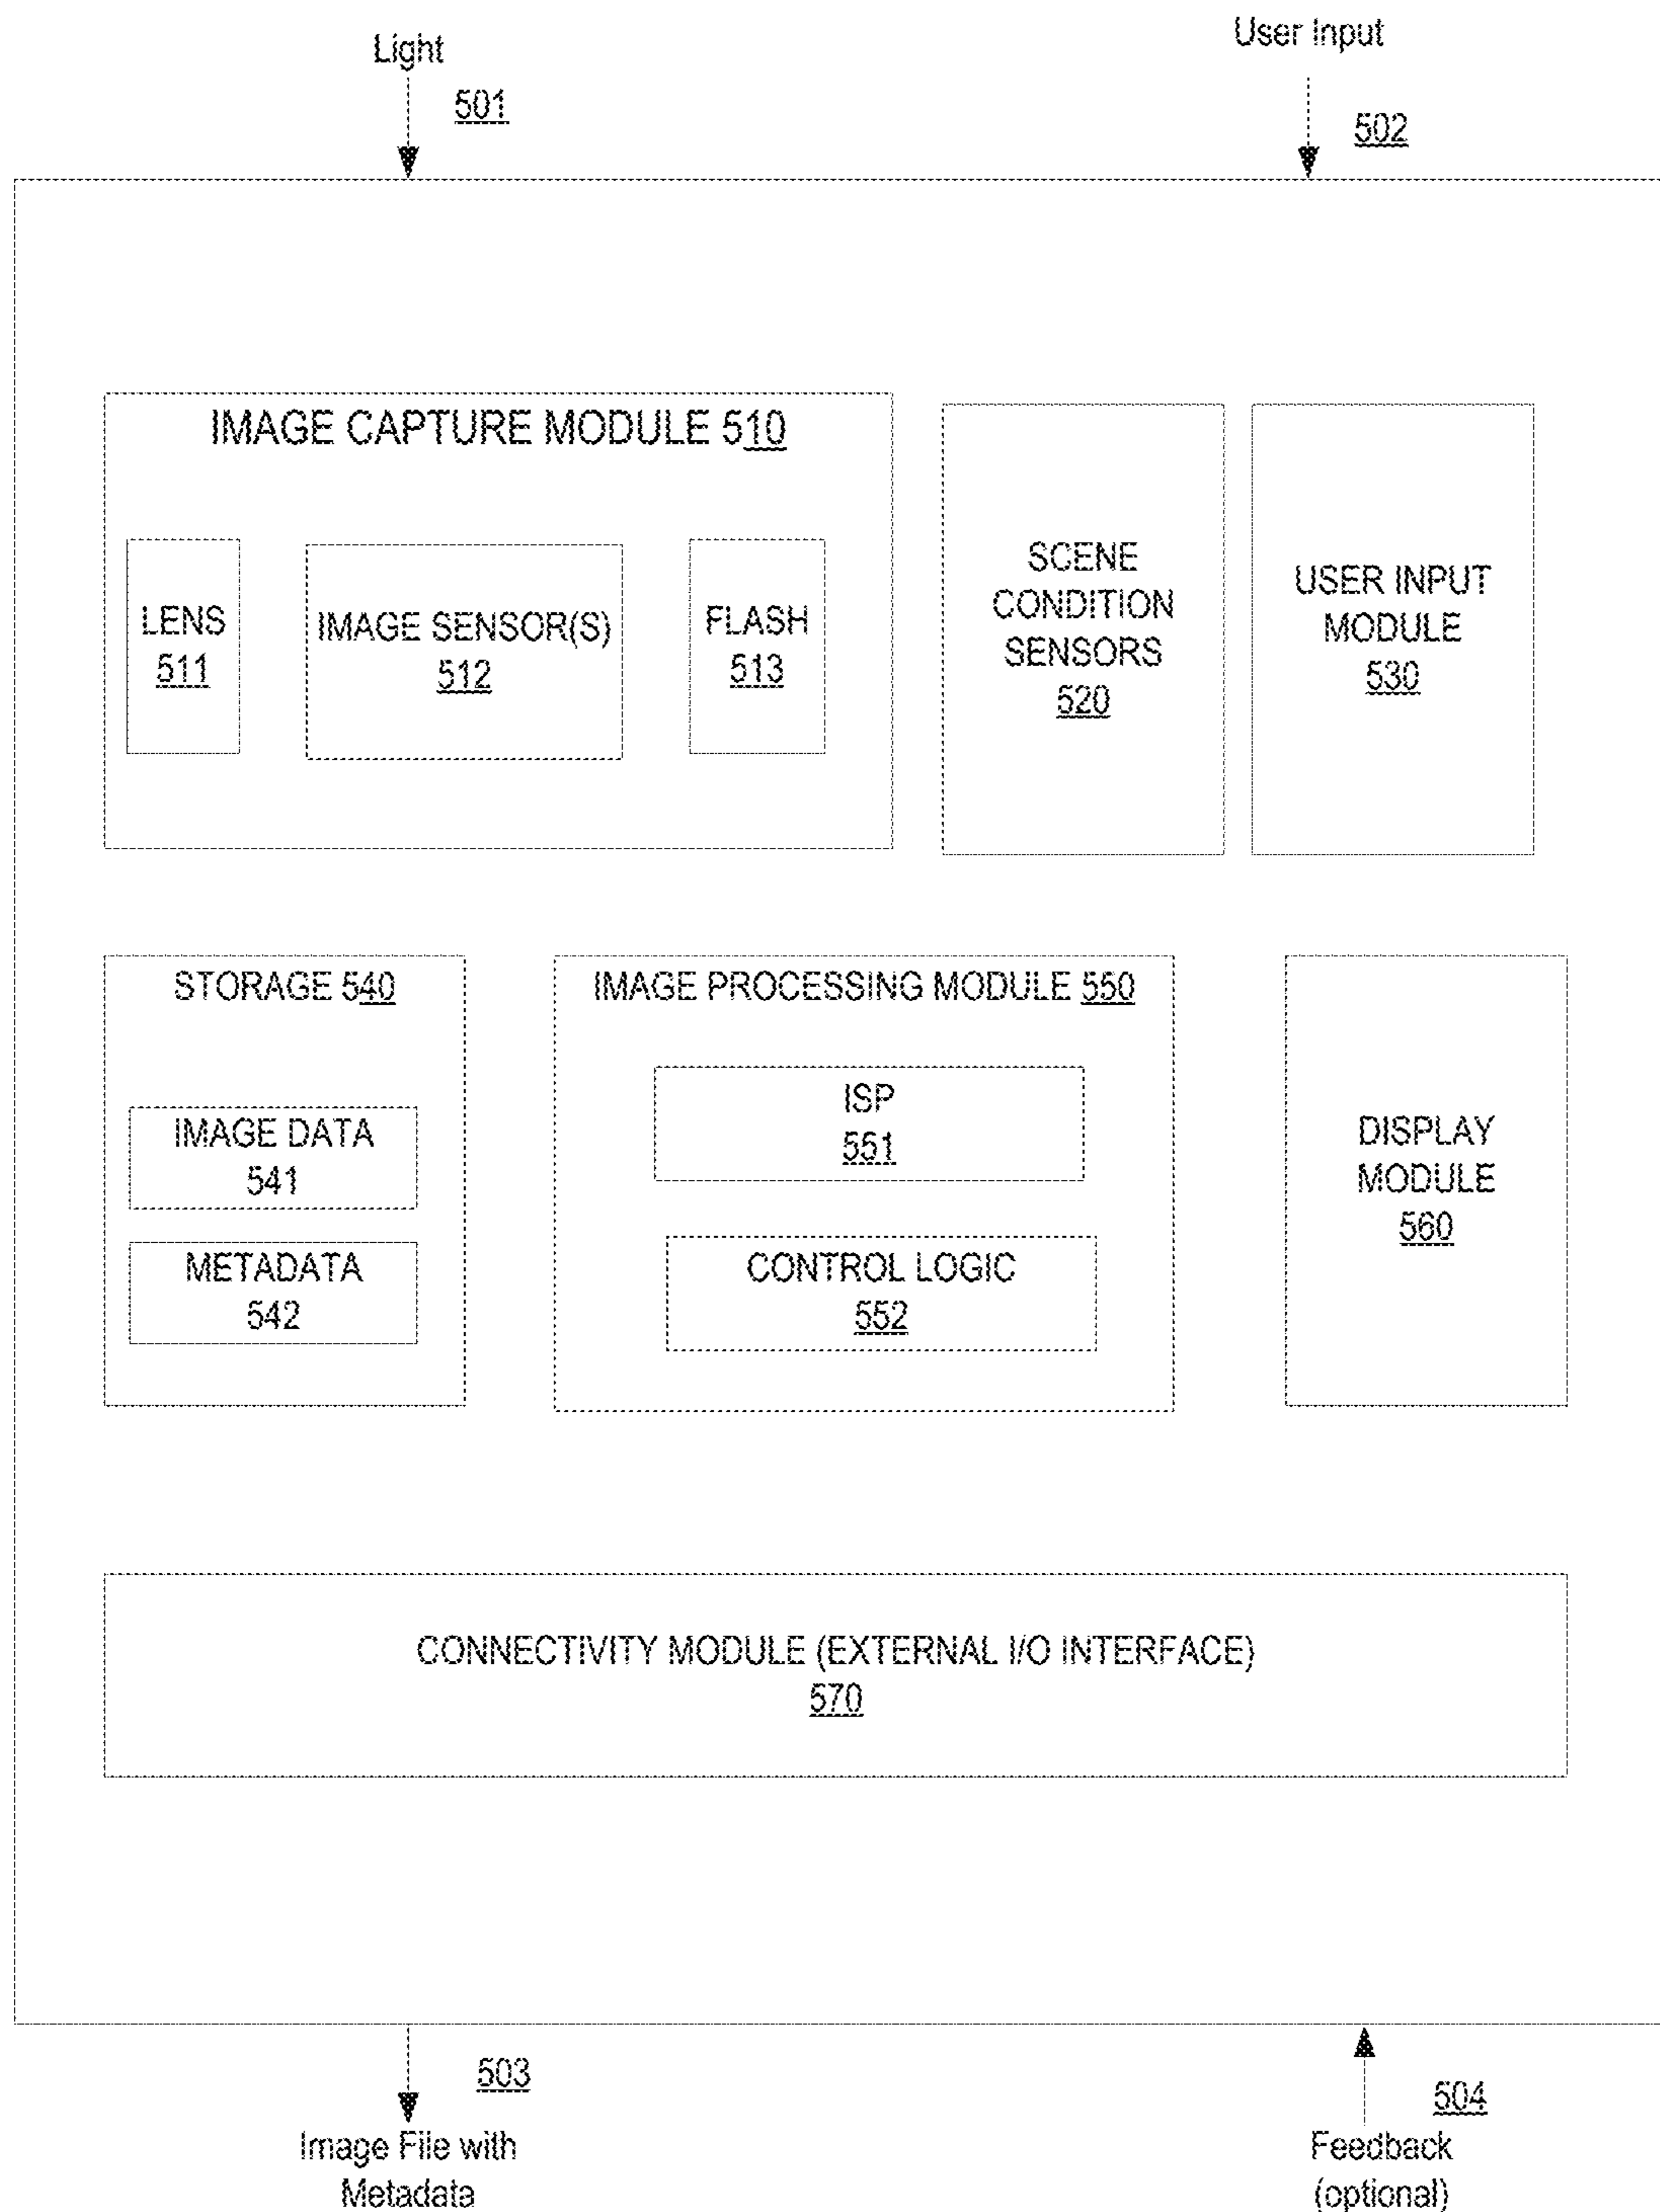 Light
501
User Input
502
IMAGE CAPTURE MODULE 510
LENS
511
IMAGE SENSOR(S)
512
FLASH
513
SCENE
CONDITION
SENSORS
520
USER INPUT
MODULE
530
STORAGE 540
IMAGE DATA
541
METADATA
542
IMAGE PROCESSING MODULE 550
ISP
551
CONTROL LOGIC
552
DISPLAY
MODULE
560
CONNECTIVITY MODULE (EXTERNAL I/O INTERFACE)
570
503
Image File with
Metadata
504
Feedback
(optional)